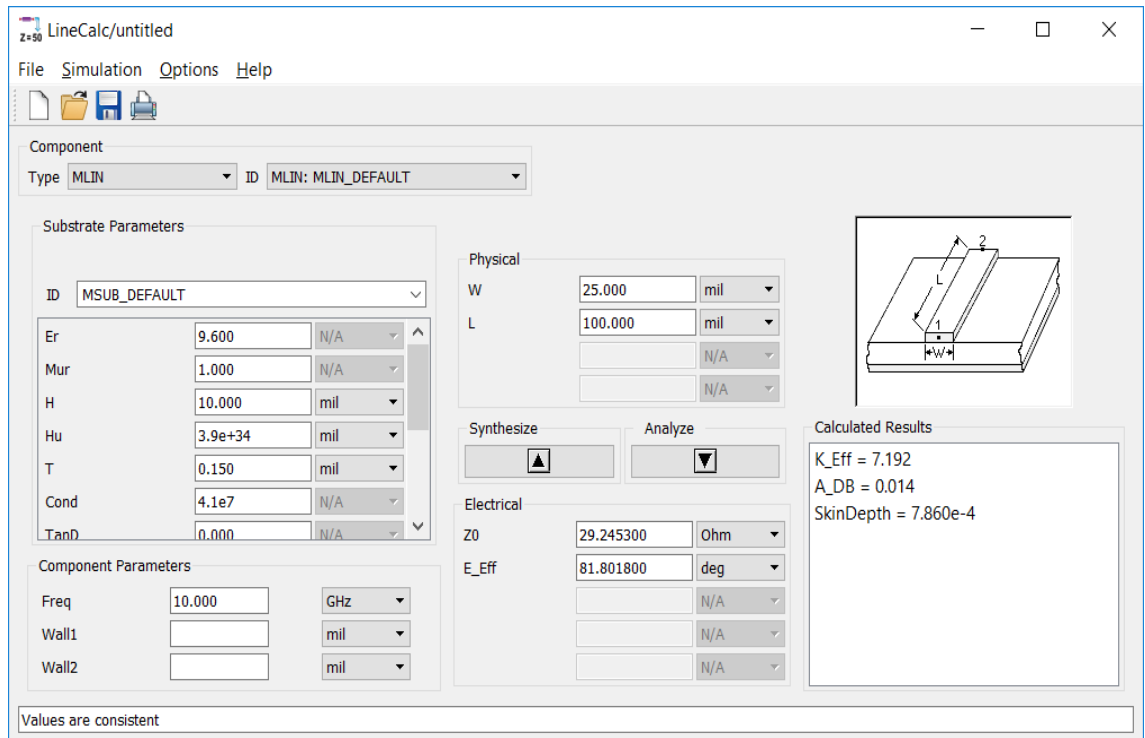 Z=50 LineCalc/untitled
File Simulation Options Help
Component
Type MLIN ID MLIN: MLIN_DEFAULT
Substrate Parameters
ID MSUB_DEFAULT
Er 9.600 N/A
Mur 1.000 N/A
H 10.000 mil
Hu 3.9e+34 mil
T 0.150 mil
Cond 4.1e7 N/A
TanD 0.000 N/A
Component Parameters
Freq 10.000 GHz
Wall1 mil
Wall2 mil
Physical
W 25.000 mil
L 100.000 mil
N/A
N/A
Synthesize Analyze
Electrical
Z0 29.245300 Ohm
E_Eff 81.801800 deg
N/A
N/A
N/A
2
L
1
W
Calculated Results
K_Eff = 7.192
A_DB = 0.014
SkinDepth = 7.860e-4
Values are consistent